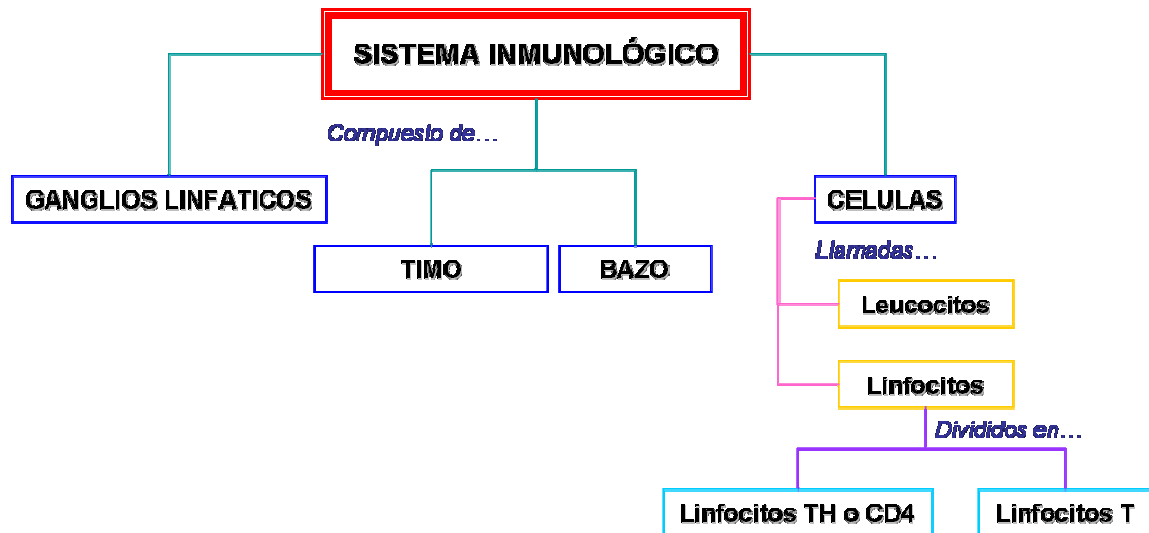 SISTEMA INMUNOLÓGICO
Compuesto de…
GANGLIOS LINFATICOS
CELULAS
TIMO
BAZO
Llamadas…
Leucocitos
Linfocitos
Divididos en…
Linfocitos TH o CD4
Linfocitos T